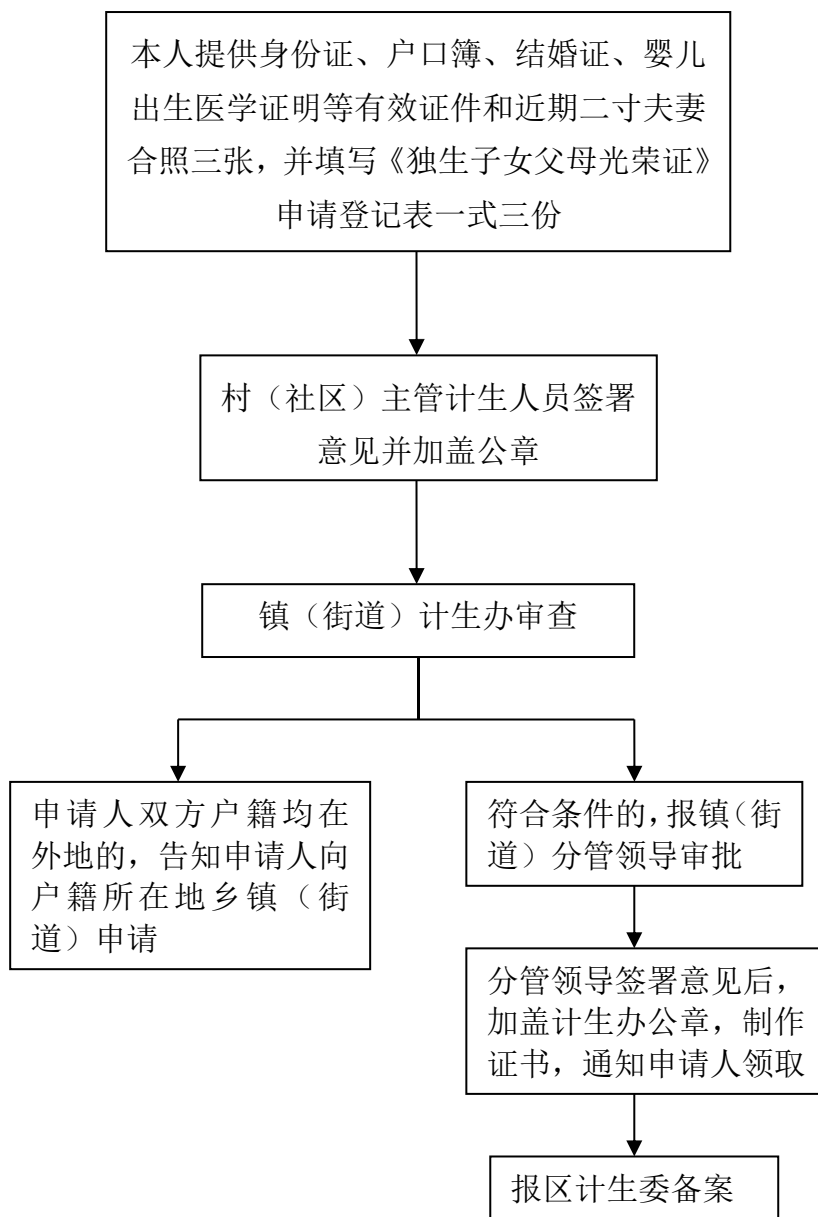 本人提供身份证、户口簿、结婚证、婴儿
出生医学证明等有效证件和近期二寸夫妻
合照三张，并填写《独生子女父母光荣证》
申请登记表一式三份
村（社区）主管计生人员签署
意见并加盖公章
镇（街道）计生办审查
申请人双方户籍均在
外地的，告知申请人向
户籍所在地乡镇（街
道）申请
符合条件的，报镇（街
道）分管领导审批
分管领导签署意见后，
加盖计生办公章，制作
证书，通知申请人领取
报区计生委备案